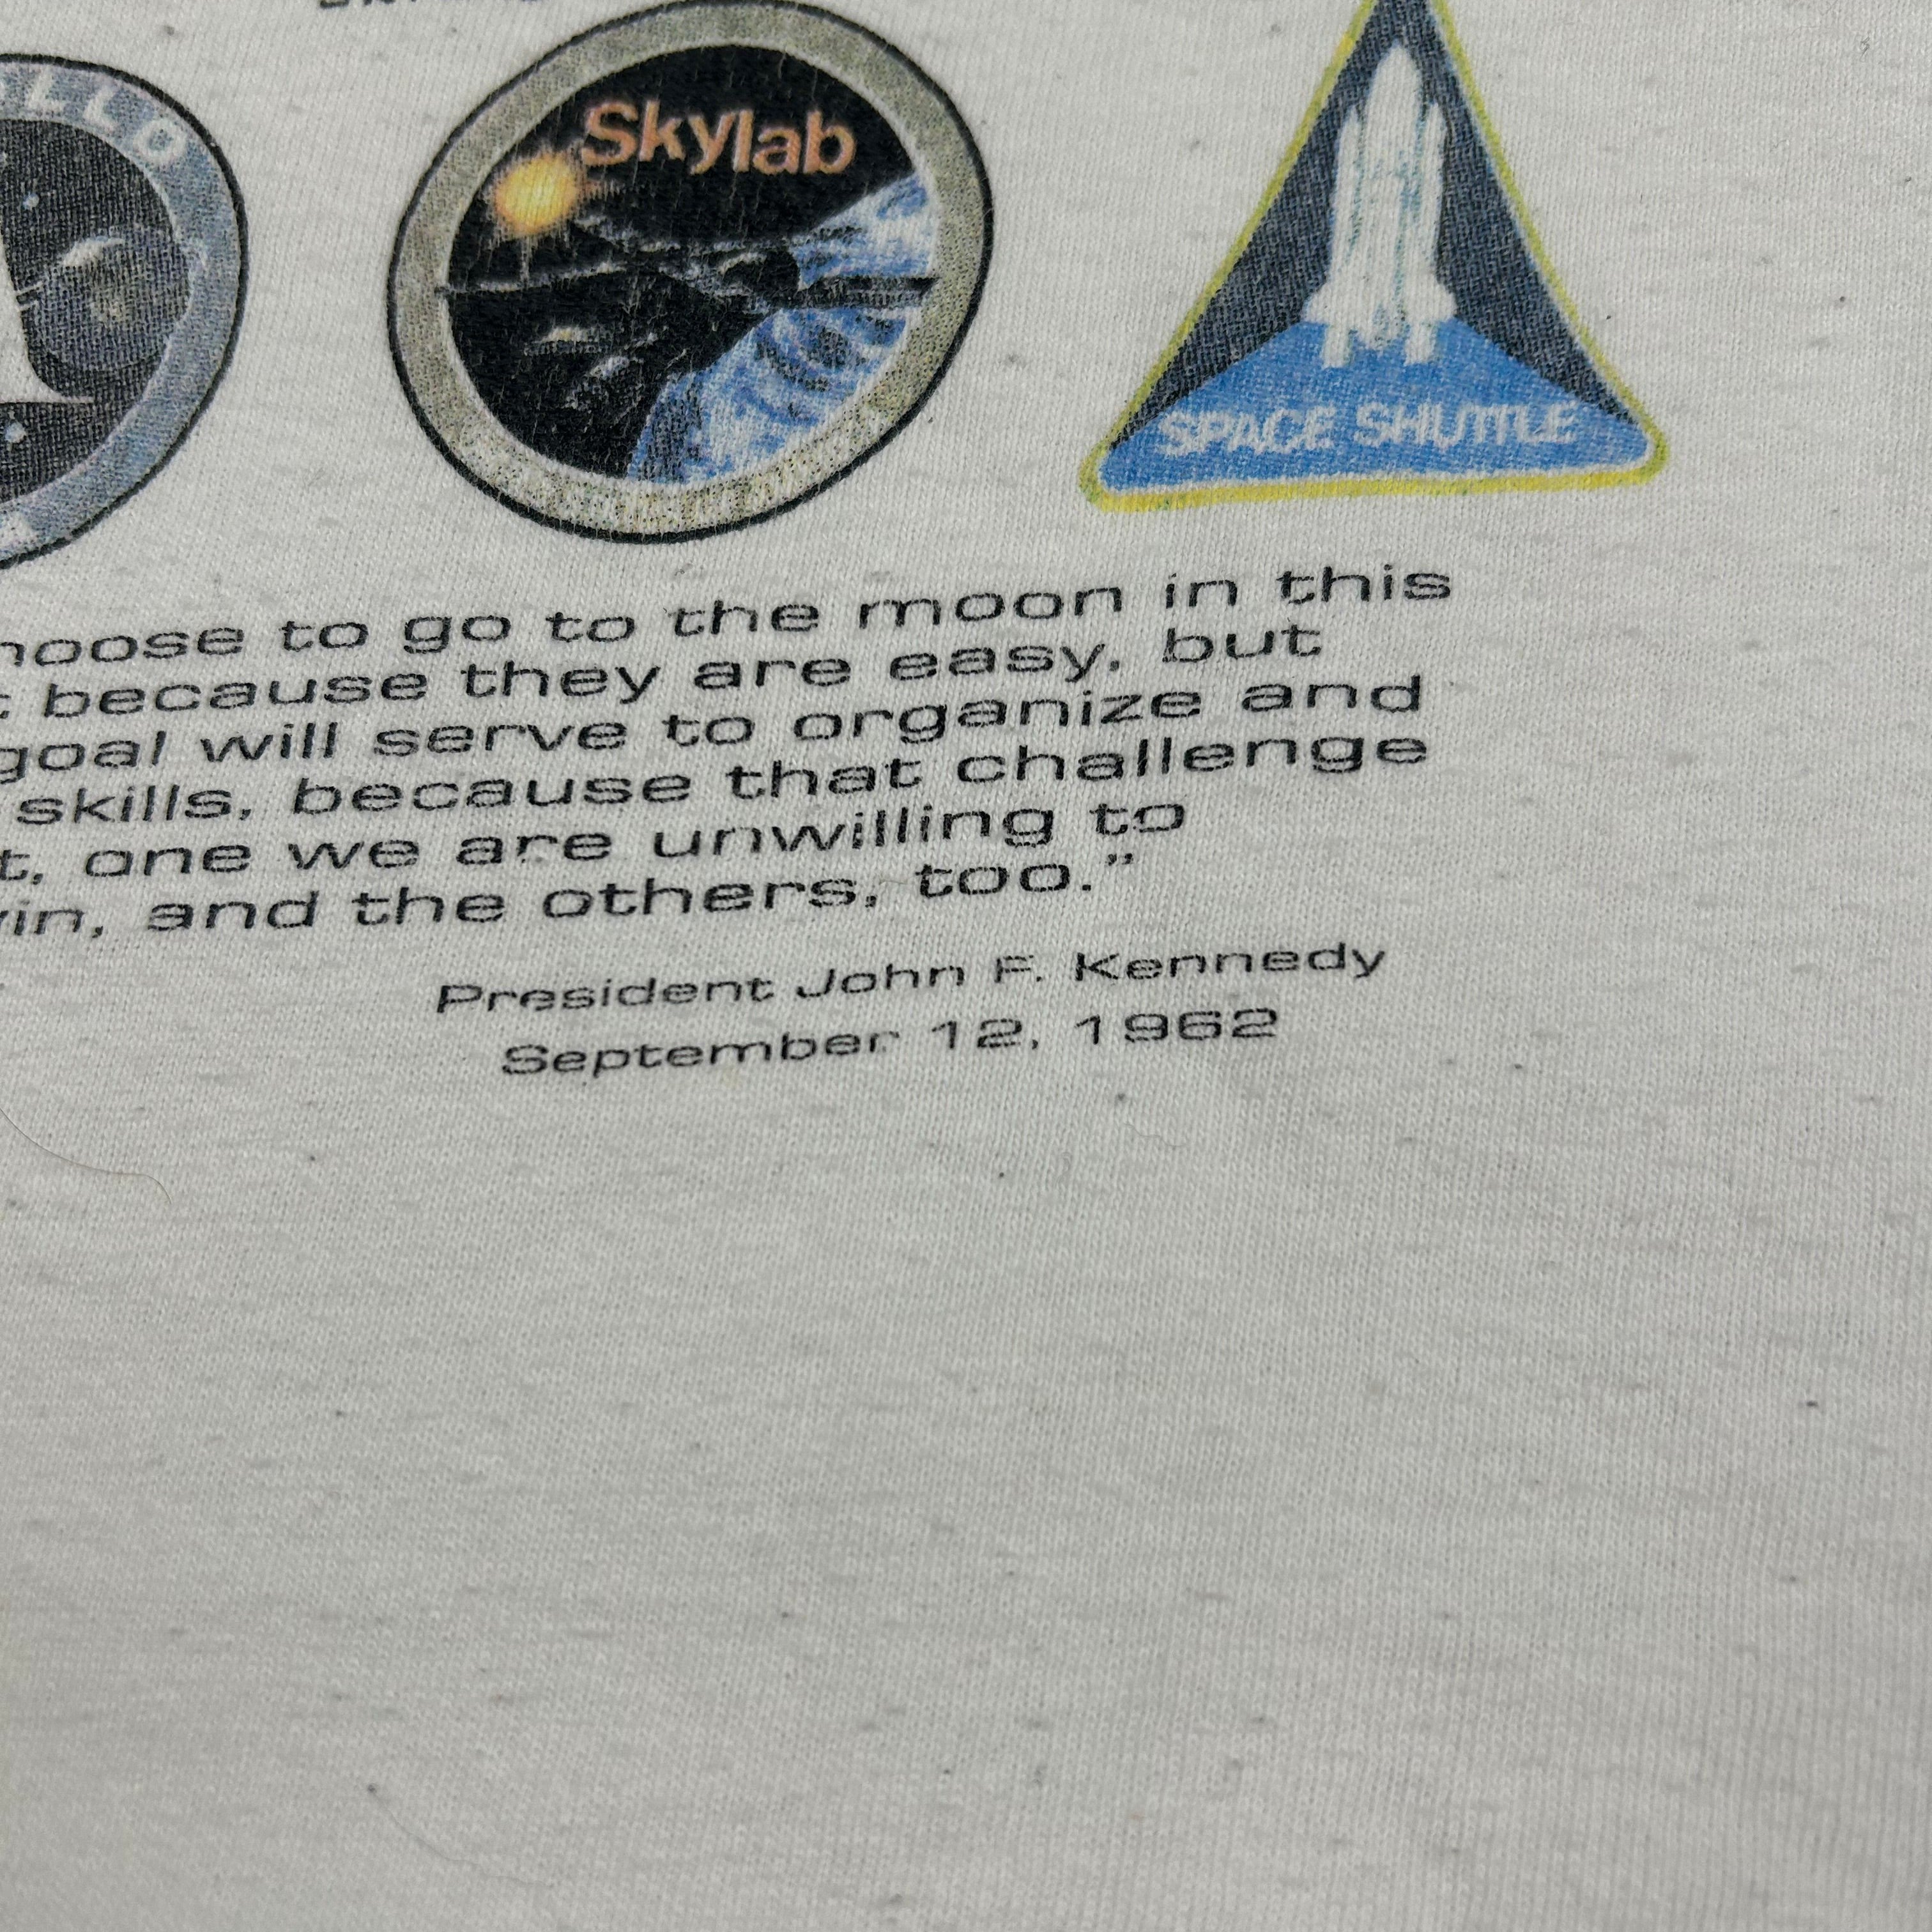 OLLO
Skylab
SPACE SHUTTLE
hoose to go to the moon in this
because they are easy, but
goal will serve to organize and
skills, because that challenge
t, one we are unwilling to
in, and the others, too.”
President John F. Kennedy
September 12, 1962